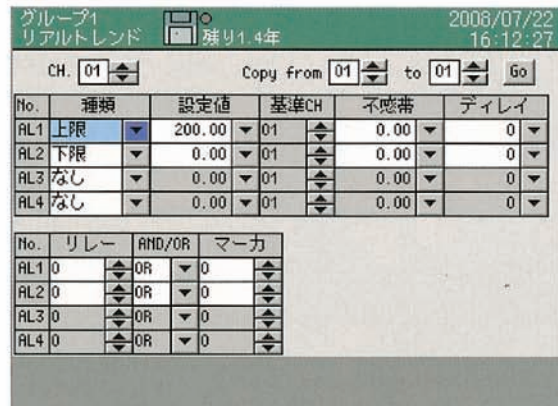 グループ1 2008/07/22
リアルトレンド 残り1.4年 16:12:27
CH. 01 Copy from 01 to 01 Go
No. 種類 設定値 基準CH 不感帯 ディレイ
AL1 上限 200.00 01 0.00 0
AL2 下限 0.00 01 0.00 0
AL3 なし 0.00 01 0.00 0
AL4 なし 0.00 01 0.00 0
No. リレー AND/OR マーカ
AL1 0 OR 0
AL2 0 OR 0
AL3 0 OR 0
AL4 0 OR 0